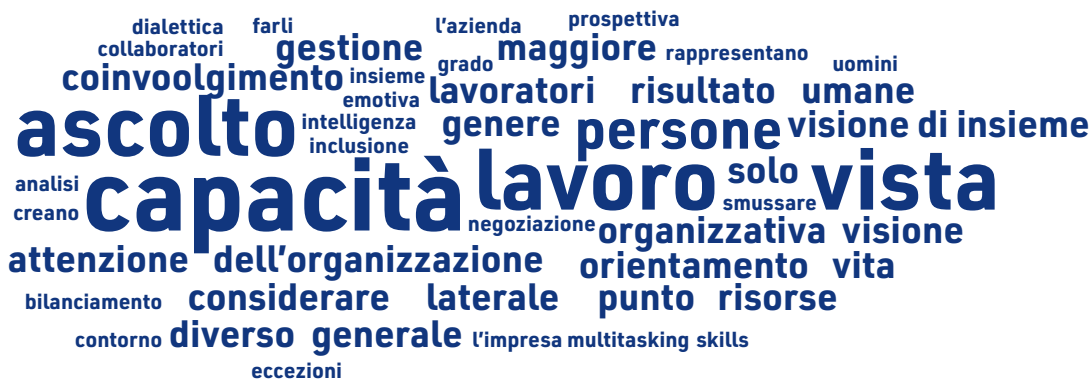 dialettica farli l'azienda prospettiva
collaboratori gestione grado maggiore rappresentano uomini
coinvoolgimento insieme lavoratori risultato umane
emotiva
ascolto intelligenza genere persone visione di insieme
inclusione
analisi capacità lavoro solo vista
creano smussare
negoziazione organizzativa visione
attenzione dell'organizzazione orientamento vita
bilanciamento considerare laterale punto risorse
contorno diverso generale l'impresa multitasking skills
eccezioni